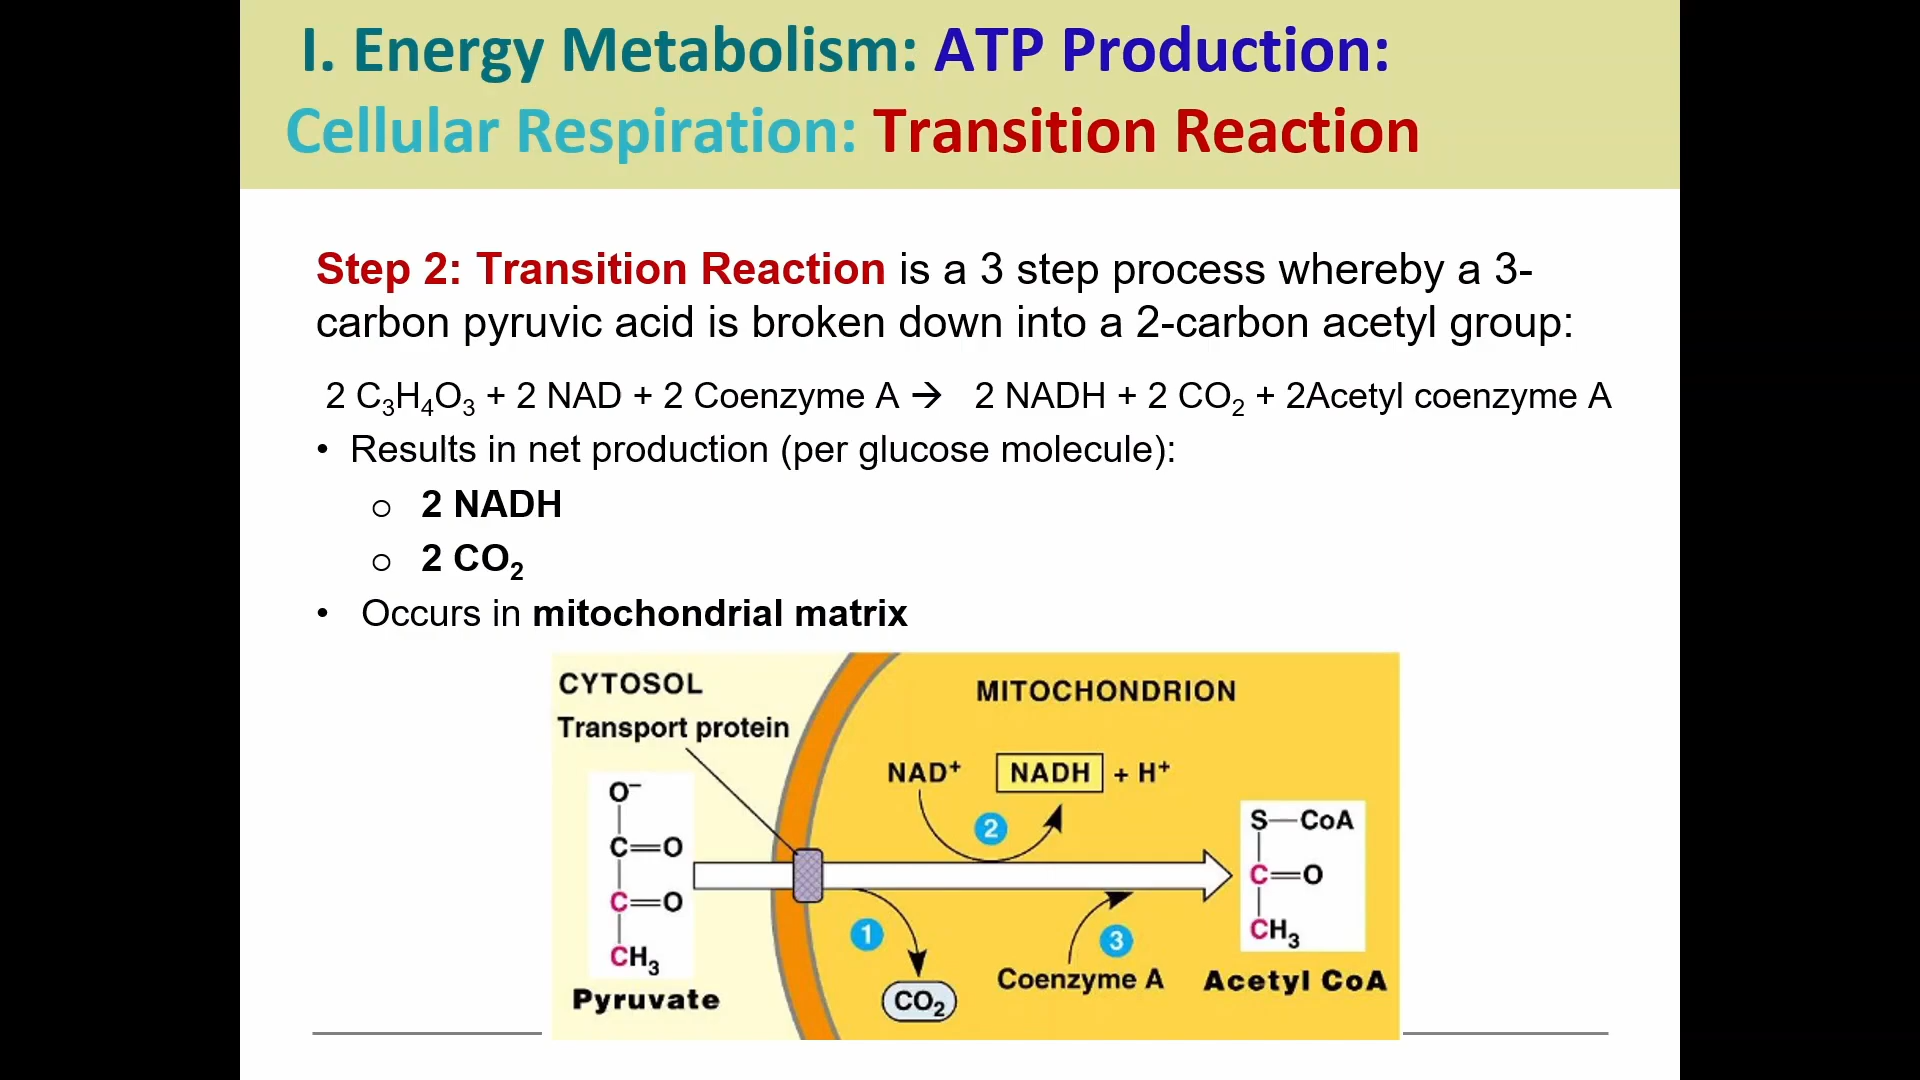 I. Energy Metabolism: ATP Production:
Cellular Respiration: Transition Reaction
Step 2: Transition Reaction is a 3 step process whereby a 3-
carbon pyruvic acid is broken down into a 2-carbon acetyl group:
2 C₃H₄O₃ + 2 NAD + 2 Coenzyme A → 2 NADH + 2 CO₂ + 2Acetyl coenzyme A
• Results in net production (per glucose molecule):
o 2 NADH
o 2 CO₂
• Occurs in mitochondrial matrix
CYTOSOL
Transport protein
MITOCHONDRION
NAD⁺ NADH + H⁺
2
O⁻
C=O
C=O
CH₃
Pyruvate
1
CO₂
3
Coenzyme A
S—CoA
C=O
CH₃
Acetyl CoA